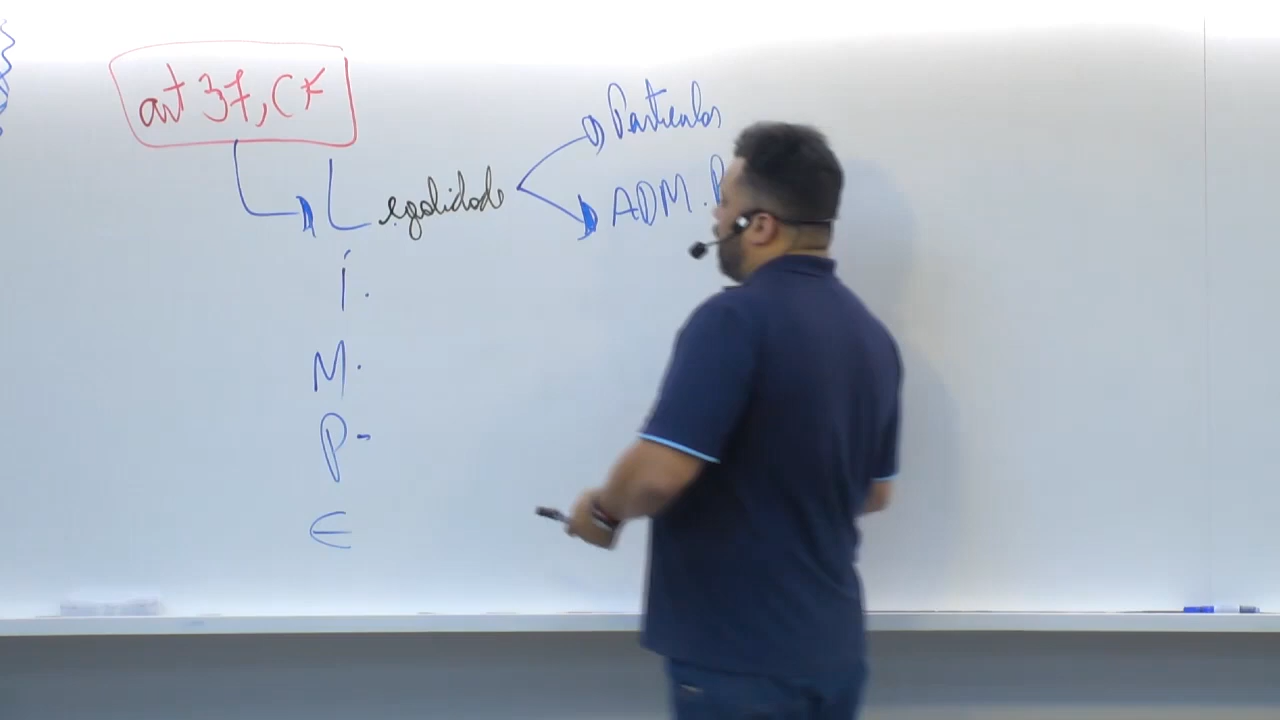 art 37, CF
Particular
Legalidade
ADM. P
I.
M.
P-
E